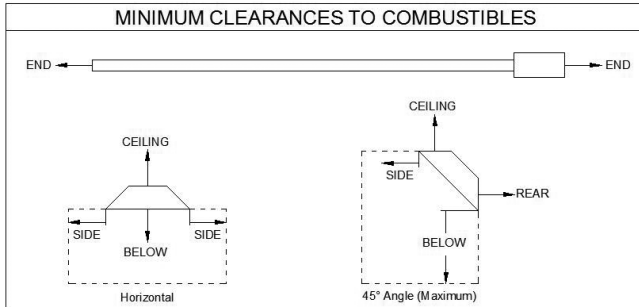 MINIMUM CLEARANCES TO COMBUSTIBLES
END
END
CEILING
SIDE
SIDE
BELOW
Horizontal
CEILING
SIDE
REAR
BELOW
45° Angle (Maximum)